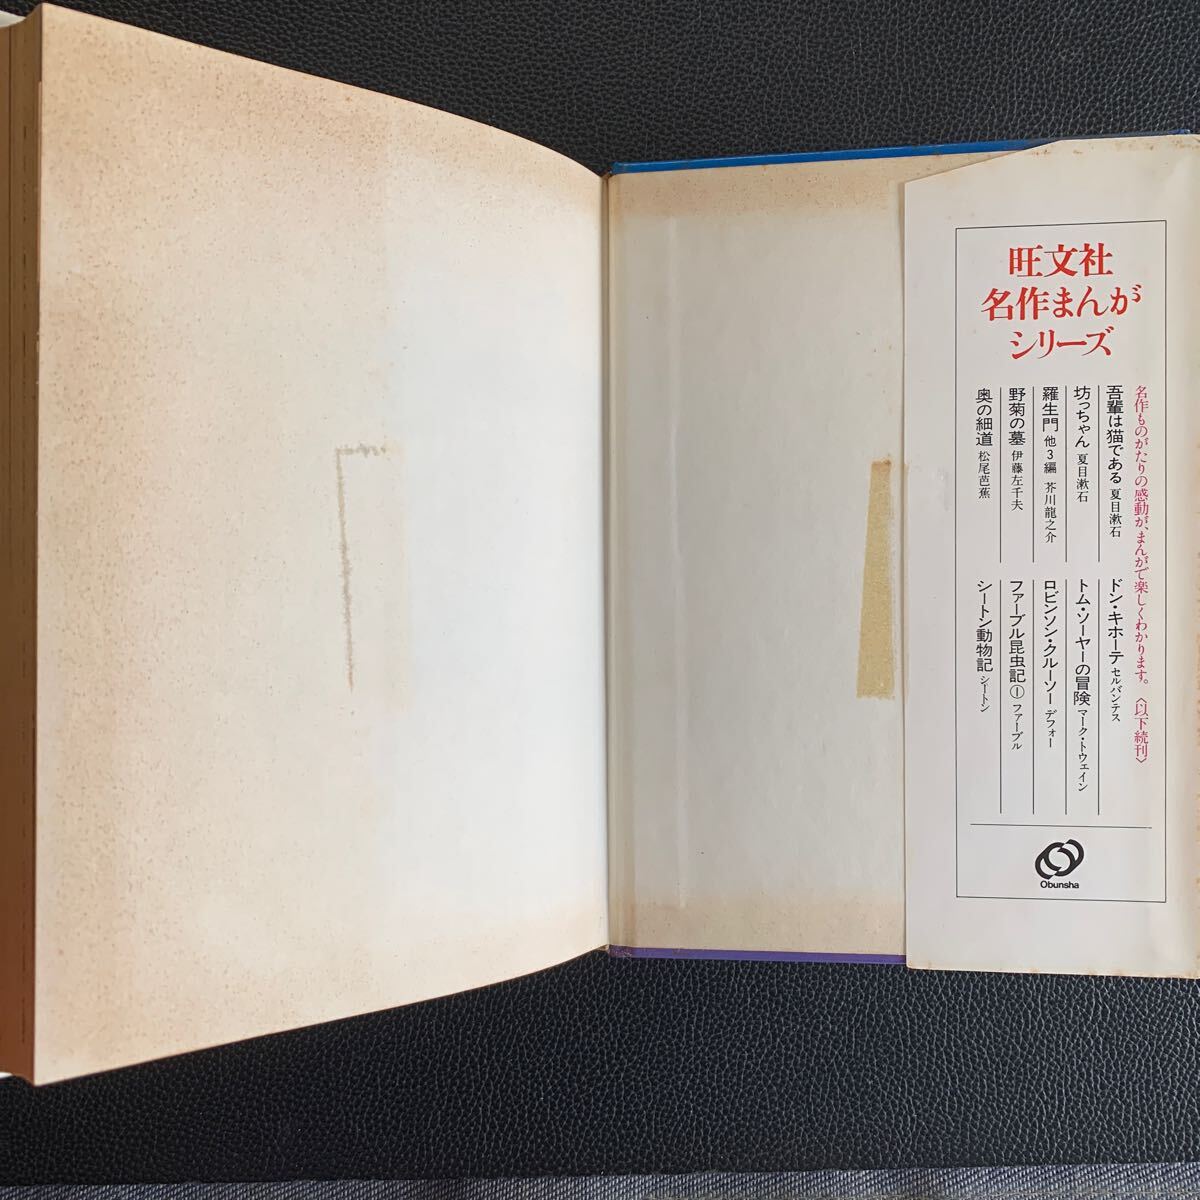 旺文社
名作まんが
シリーズ
名作ものがたりの感動が、まんがで楽しくわかります。〈以下続刊〉
吾輩は猫である 夏目漱石
坊っちゃん 夏目漱石
羅生門 他3編 芥川龍之介
野菊の墓 伊藤左千夫
奥の細道 松尾芭蕉
ドン・キホーテ セルバンテス
トム・ソーヤーの冒険 マーク・トウェイン
ロビンソン・クルーソー デフォー
ファーブル昆虫記① ファーブル
シートン動物記 シートン
Obunsha